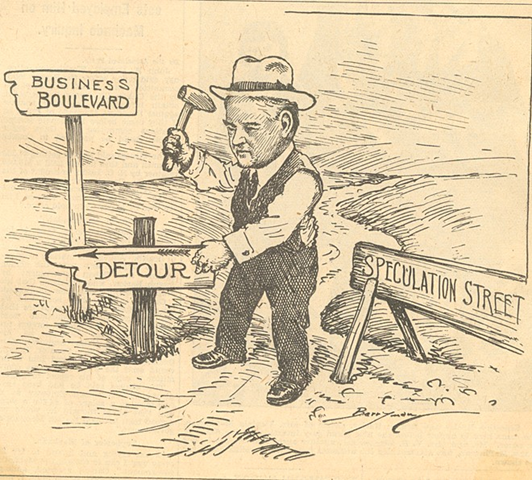 BUSINESS
BOULEVARD
DETOUR
SPECULATION STREET
Berryman